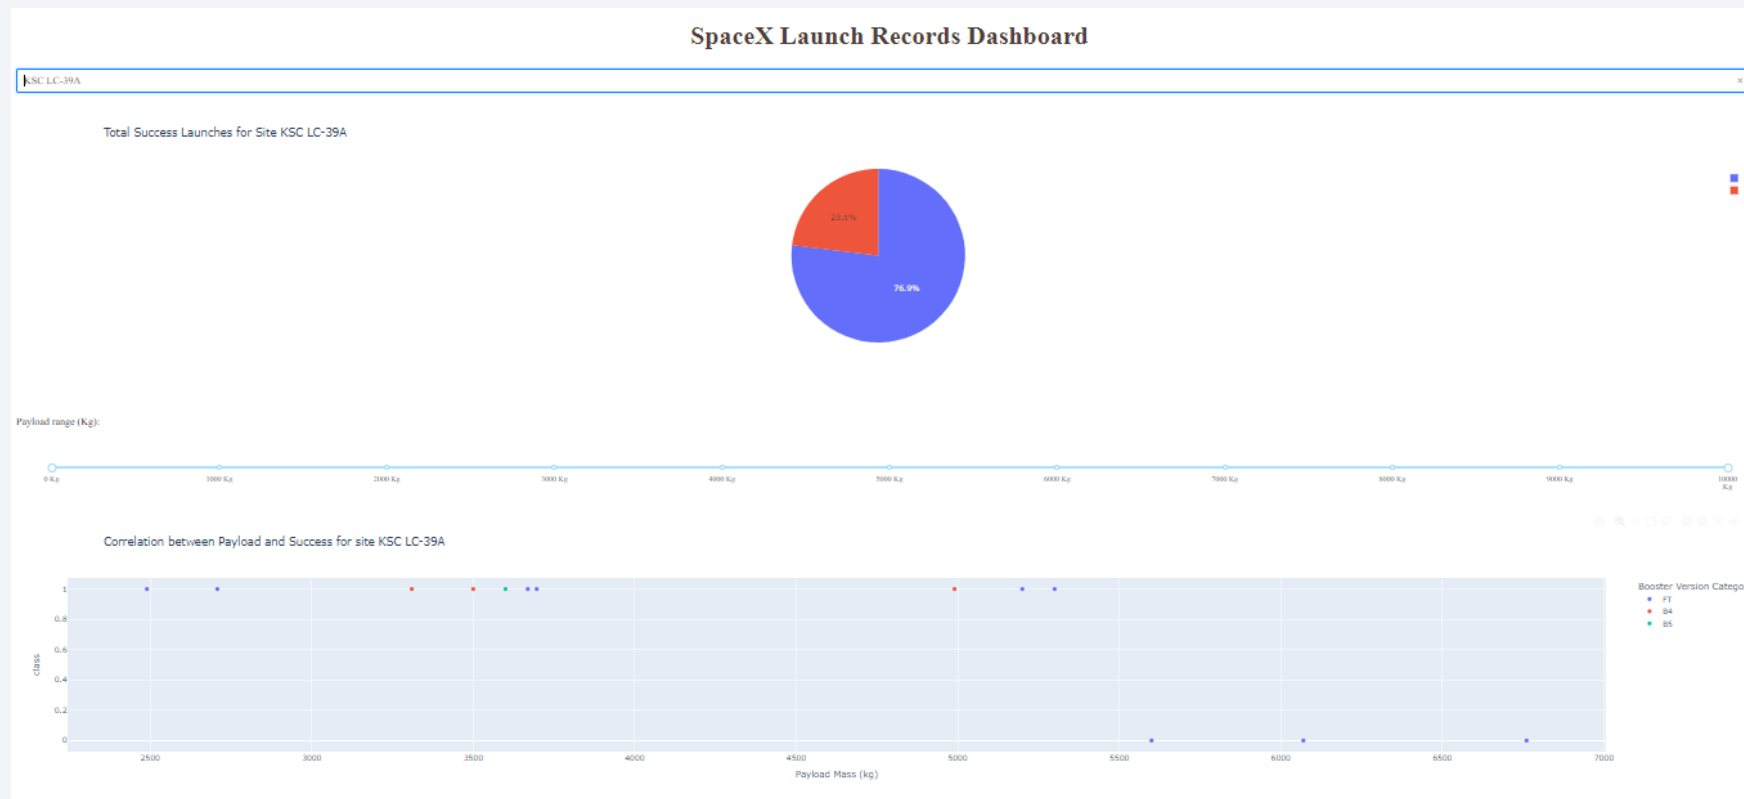 SpaceX Launch Records Dashboard
KSC LC-39A ×
Total Success Launches for Site KSC LC-39A
23.1%
76.9%
Payload range (Kg):
0 Kg 1000 Kg 2000 Kg 3000 Kg 4000 Kg 5000 Kg 6000 Kg 7000 Kg 8000 Kg 9000 Kg 10000
Kg
Correlation between Payload and Success for site KSC LC-39A
Booster Version Catego
FT
B4
B5
1
0.8
0.6
0.4
0.2
0
class
2500 3000 3500 4000 4500 5000 5500 6000 6500 7000
Payload Mass (kg)